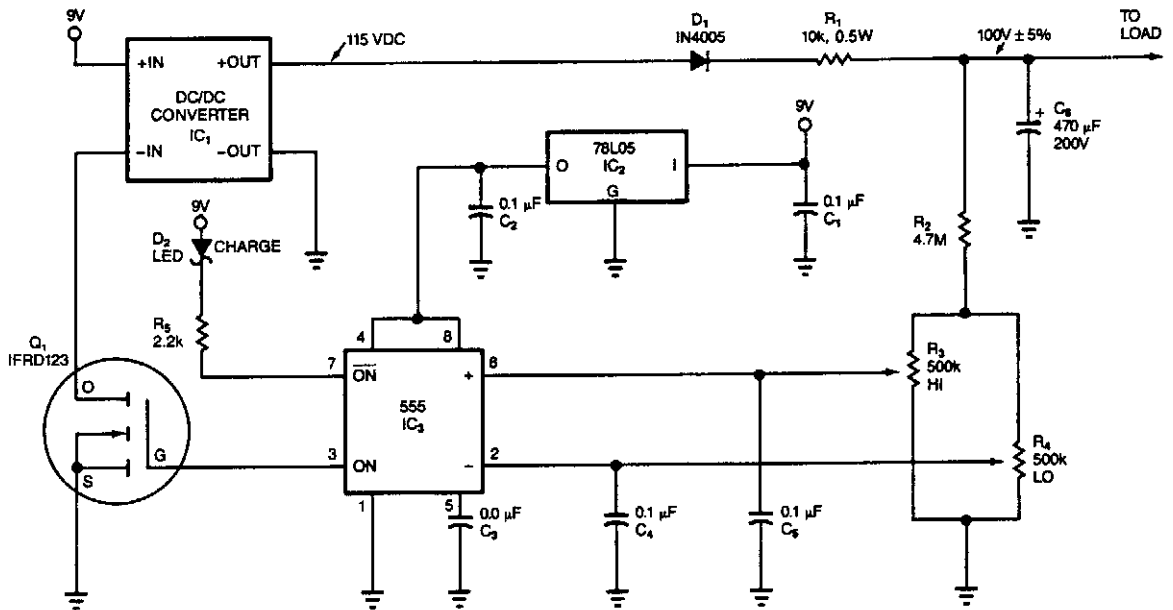 9V
+IN
+OUT
DC/DC
CONVERTER
IC1
−IN
−OUT
115 VDC
D1
IN4005
R1
10k, 0.5W
100V ± 5%
TO
LOAD
+
C6
470 µF
200V
9V
78L05
IC2
O
I
G
0.1 µF
C2
0.1 µF
C1
R2
4.7M
9V
D2
LED
CHARGE
R5
2.2k
Q1
IFRD123
O
G
S
4
8
7
ON
+
6
555
IC3
3
ON
−
2
1
5
0.0 µF
C3
0.1 µF
C4
0.1 µF
C5
R3
500k
HI
R4
500k
LO